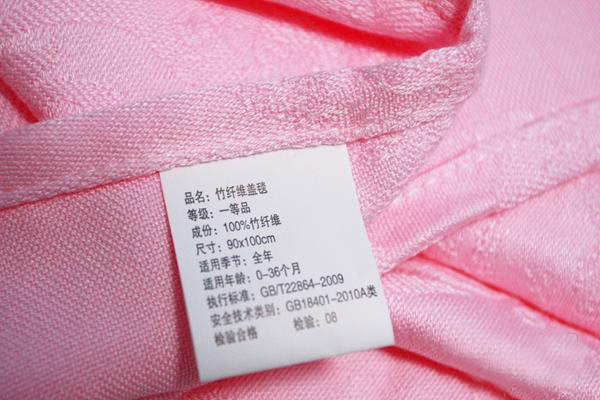 品名：竹纤维盖毯
等级：一等品
成份：100%竹纤维
尺寸：90x100cm
适用季节：全年
适用年龄：0-36个月
执行标准：GB/T22864-2009
安全技术类别：GB18401-2010A类
检验合格 检验：08